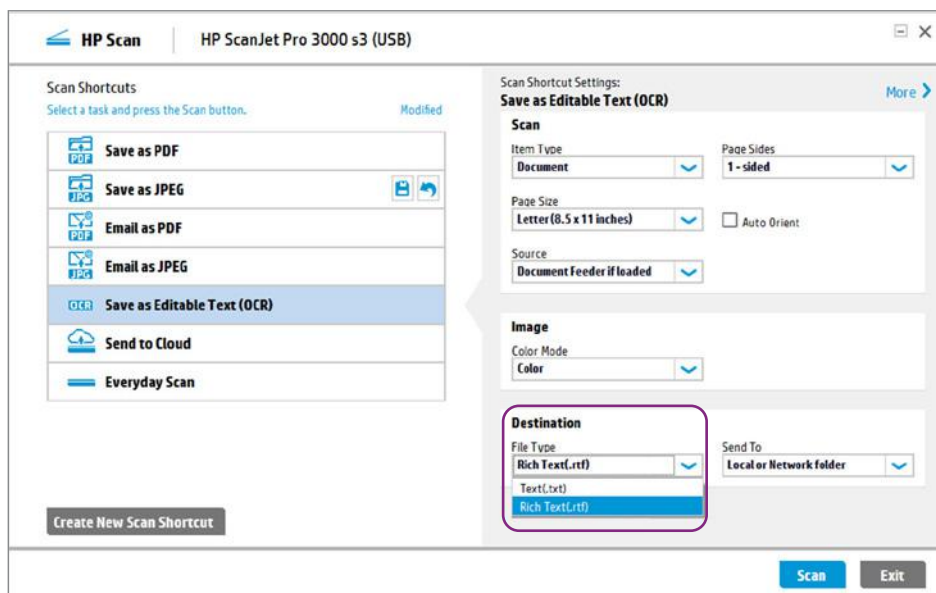 HP Scan
HP ScanJet Pro 3000 s3 (USB)
Scan Shortcuts
Select a task and press the Scan button.
Modified
PDF
Save as PDF
JPG
Save as JPEG
PDF
Email as PDF
JPG
Email as JPEG
OCR
Save as Editable Text (OCR)
Send to Cloud
Everyday Scan
Create New Scan Shortcut
Scan Shortcut Settings:
Save as Editable Text (OCR)
More
Scan
Item Type
Page Sides
Document
1 - sided
Page Size
Letter (8.5 x 11 inches)
Auto Orient
Source
Document Feeder if loaded
Image
Color Mode
Color
Destination
File Type
Send To
Rich Text(.rtf)
Local or Network folder
Text(.txt)
Rich Text(.rtf)
Scan
Exit